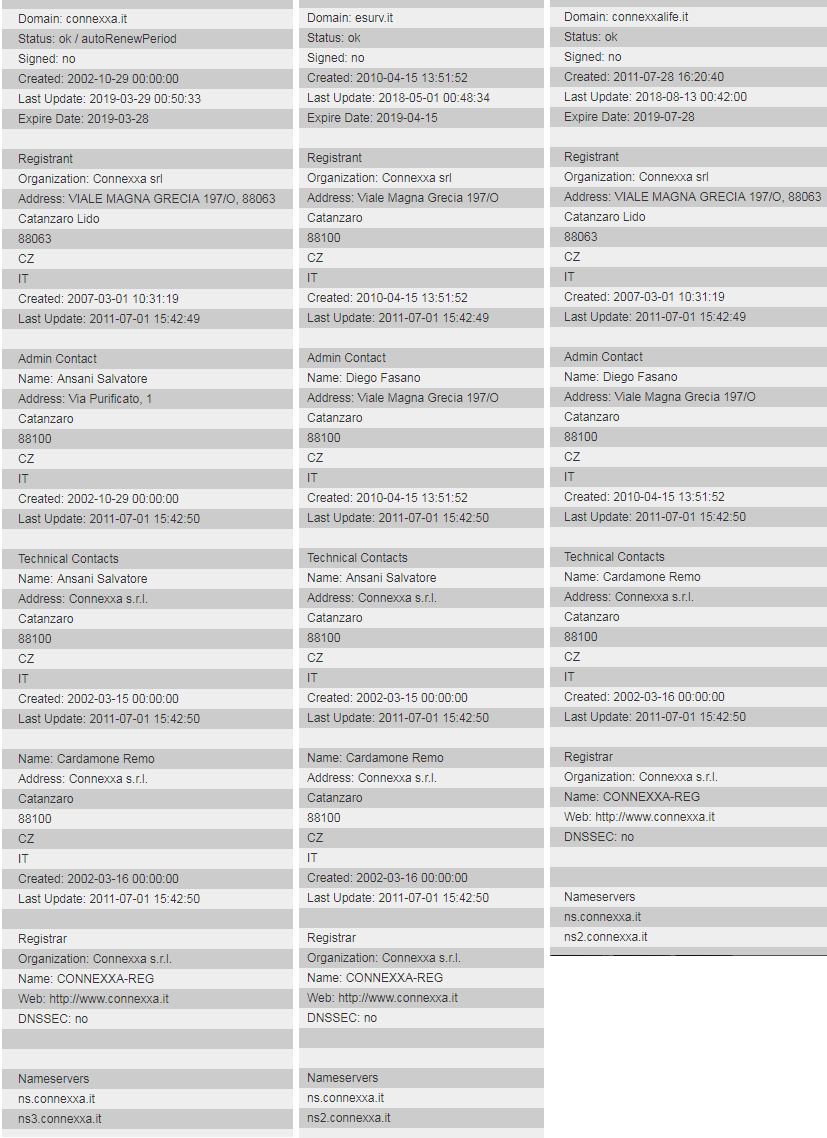 Domain: connexxa.it
Status: ok / autoRenewPeriod
Signed: no
Created: 2002-10-29 00:00:00
Last Update: 2019-03-29 00:50:33
Expire Date: 2019-03-28
Registrant
Organization: Connexxa srl
Address: VIALE MAGNA GRECIA 197/O, 88063
Catanzaro Lido
88063
CZ
IT
Created: 2007-03-01 10:31:19
Last Update: 2011-07-01 15:42:49
Admin Contact
Name: Ansani Salvatore
Address: Via Purificato, 1
Catanzaro
88100
CZ
IT
Created: 2002-10-29 00:00:00
Last Update: 2011-07-01 15:42:50
Technical Contacts
Name: Ansani Salvatore
Address: Connexxa s.r.l.
Catanzaro
88100
CZ
IT
Created: 2002-03-15 00:00:00
Last Update: 2011-07-01 15:42:50
Name: Cardamone Remo
Address: Connexxa s.r.l.
Catanzaro
88100
CZ
IT
Created: 2002-03-16 00:00:00
Last Update: 2011-07-01 15:42:50
Registrar
Organization: Connexxa s.r.l.
Name: CONNEXXA-REG
Web: http://www.connexxa.it
DNSSEC: no
Nameservers
ns.connexxa.it
ns3.connexxa.it
Domain: esurv.it
Status: ok
Signed: no
Created: 2010-04-15 13:51:52
Last Update: 2018-05-01 00:48:34
Expire Date: 2019-04-15
Registrant
Organization: Connexxa srl
Address: Viale Magna Grecia 197/O
Catanzaro
88100
CZ
IT
Created: 2010-04-15 13:51:52
Last Update: 2011-07-01 15:42:49
Admin Contact
Name: Diego Fasano
Address: Viale Magna Grecia 197/O
Catanzaro
88100
CZ
IT
Created: 2010-04-15 13:51:52
Last Update: 2011-07-01 15:42:50
Technical Contacts
Name: Ansani Salvatore
Address: Connexxa s.r.l.
Catanzaro
88100
CZ
IT
Created: 2002-03-15 00:00:00
Last Update: 2011-07-01 15:42:50
Name: Cardamone Remo
Address: Connexxa s.r.l.
Catanzaro
88100
CZ
IT
Created: 2002-03-16 00:00:00
Last Update: 2011-07-01 15:42:50
Registrar
Organization: Connexxa s.r.l.
Name: CONNEXXA-REG
Web: http://www.connexxa.it
DNSSEC: no
Nameservers
ns.connexxa.it
ns2.connexxa.it
Domain: connexxalife.it
Status: ok
Signed: no
Created: 2011-07-28 16:20:40
Last Update: 2018-08-13 00:42:00
Expire Date: 2019-07-28
Registrant
Organization: Connexxa srl
Address: VIALE MAGNA GRECIA 197/O, 88063
Catanzaro Lido
88063
CZ
IT
Created: 2007-03-01 10:31:19
Last Update: 2011-07-01 15:42:49
Admin Contact
Name: Diego Fasano
Address: Viale Magna Grecia 197/O
Catanzaro
88100
CZ
IT
Created: 2010-04-15 13:51:52
Last Update: 2011-07-01 15:42:50
Technical Contacts
Name: Cardamone Remo
Address: Connexxa s.r.l.
Catanzaro
88100
CZ
IT
Created: 2002-03-16 00:00:00
Last Update: 2011-07-01 15:42:50
Registrar
Organization: Connexxa s.r.l.
Name: CONNEXXA-REG
Web: http://www.connexxa.it
DNSSEC: no
Nameservers
ns.connexxa.it
ns2.connexxa.it